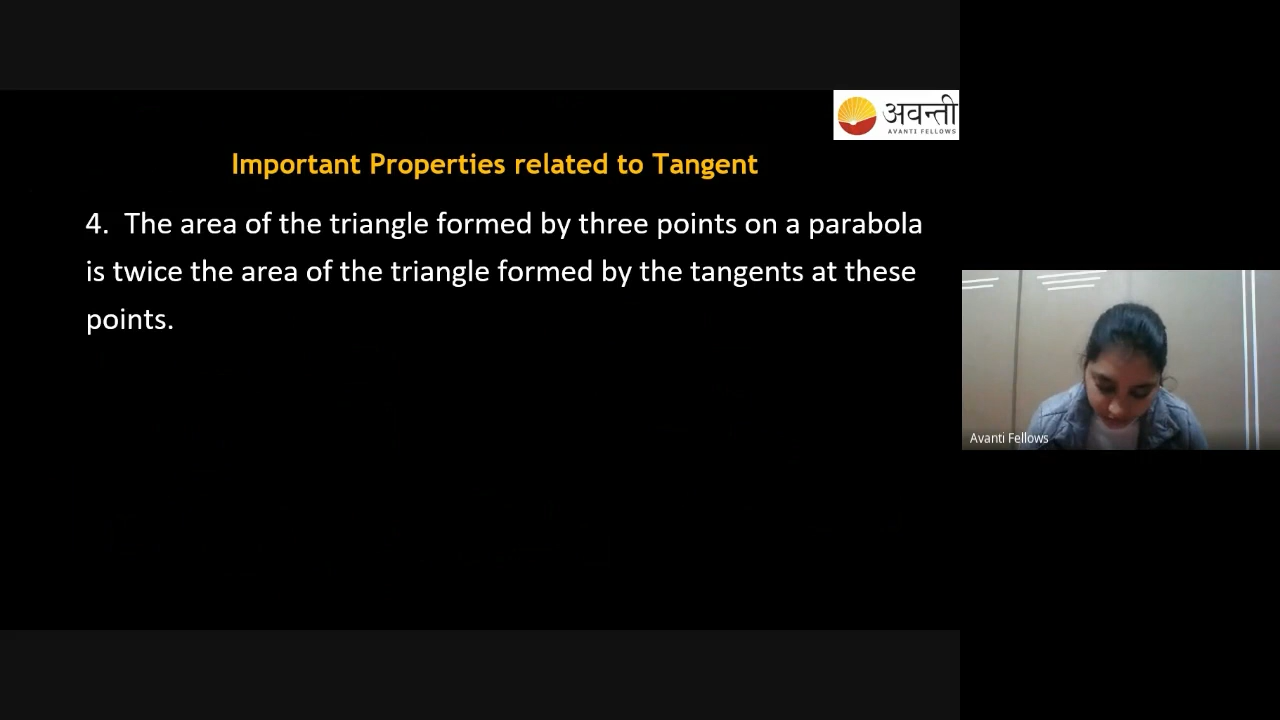 अवन्ती
AVANTI FELLOWS
Important Properties related to Tangent
4. The area of the triangle formed by three points on a parabola
is twice the area of the triangle formed by the tangents at these
points.
Avanti Fellows